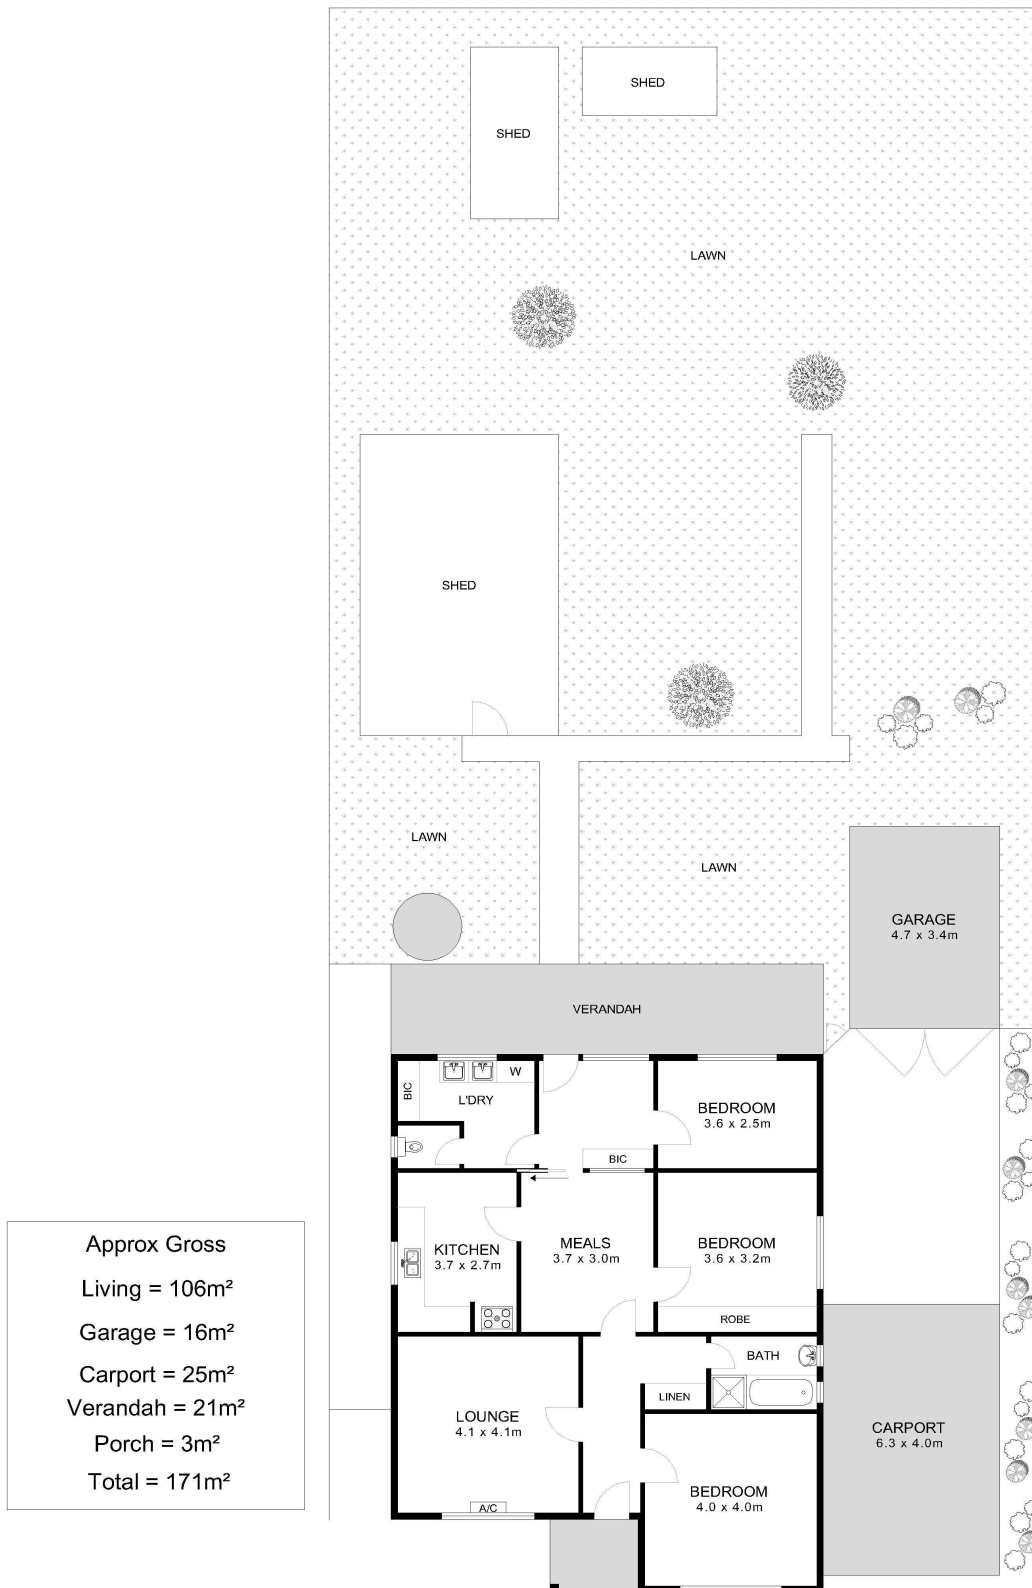 SHED
SHED
LAWN
SHED
LAWN
LAWN
GARAGE
4.7 x 3.4m
VERANDAH
BIC
W
L'DRY
BEDROOM
3.6 x 2.5m
BIC
KITCHEN
3.7 x 2.7m
MEALS
3.7 x 3.0m
BEDROOM
3.6 x 3.2m
ROBE
BATH
LINEN
LOUNGE
4.1 x 4.1m
A/C
BEDROOM
4.0 x 4.0m
CARPORT
6.3 x 4.0m
Approx Gross
Living = 106m²
Garage = 16m²
Carport = 25m²
Verandah = 21m²
Porch = 3m²
Total = 171m²